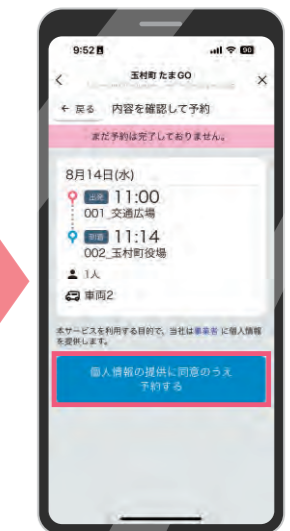 9:52
玉村町 たまGO
← 戻る 内容を確認して予約
まだ予約は完了しておりません。
8月14日(水)
出発 11:00
001_交通広場
到着 11:14
002_玉村町役場
1人
車両2
本サービスを利用する目的で、当社は事業者 に個人情報
を提供します。
個人情報の提供に同意のうえ
予約する